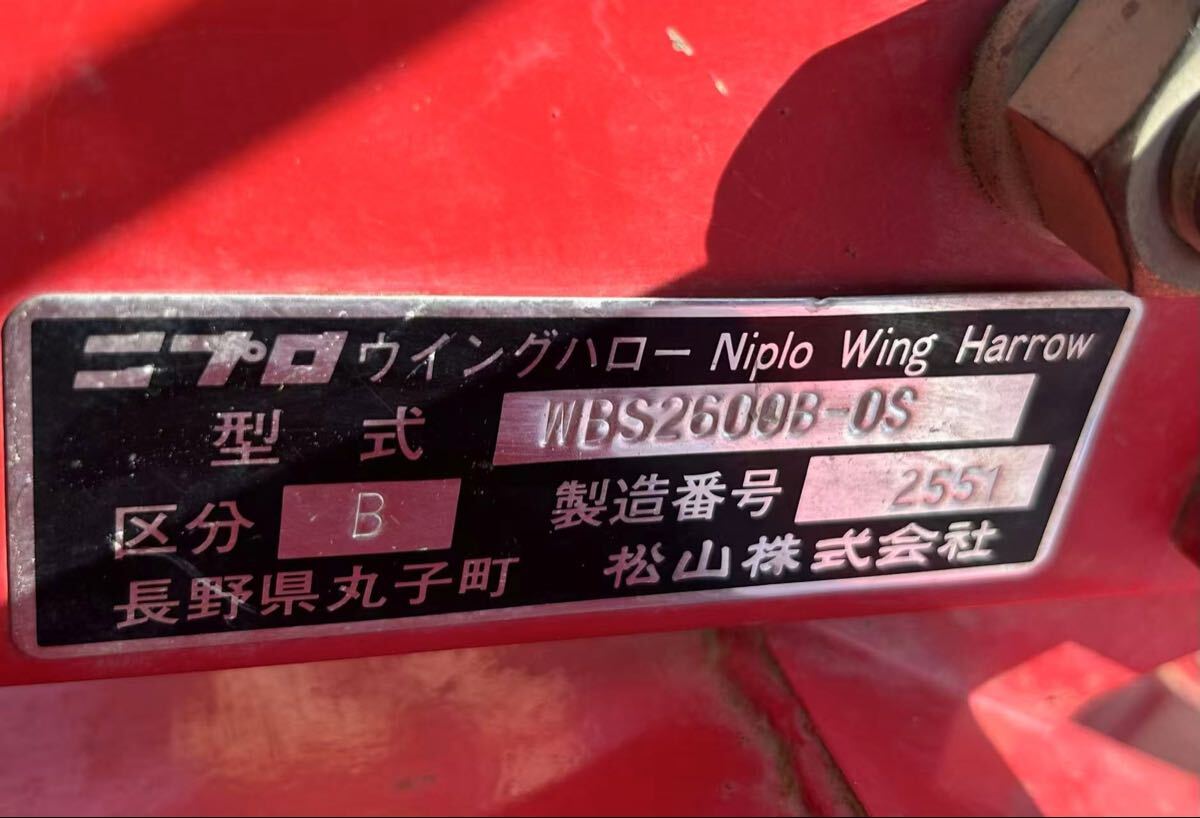 ニプロ ウイングハロー Niplo Wing Harrow
型式 WBS2600B-0S
区分 B 製造番号 2551
長野県丸子町 松山株式会社